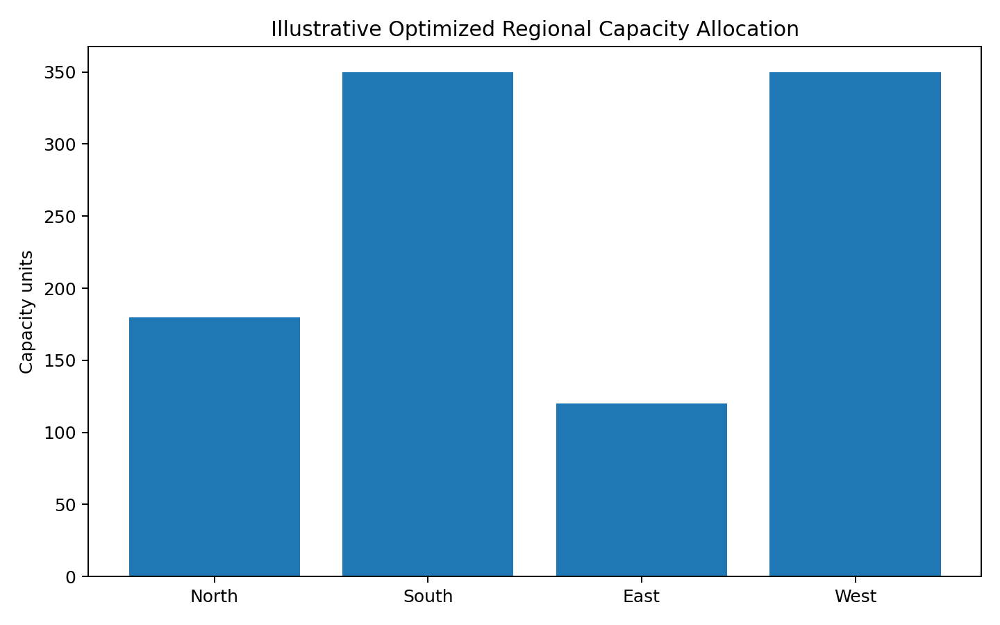 Illustrative Optimized Regional Capacity Allocation
Capacity units
350
300
250
200
150
100
50
0
North
South
East
West